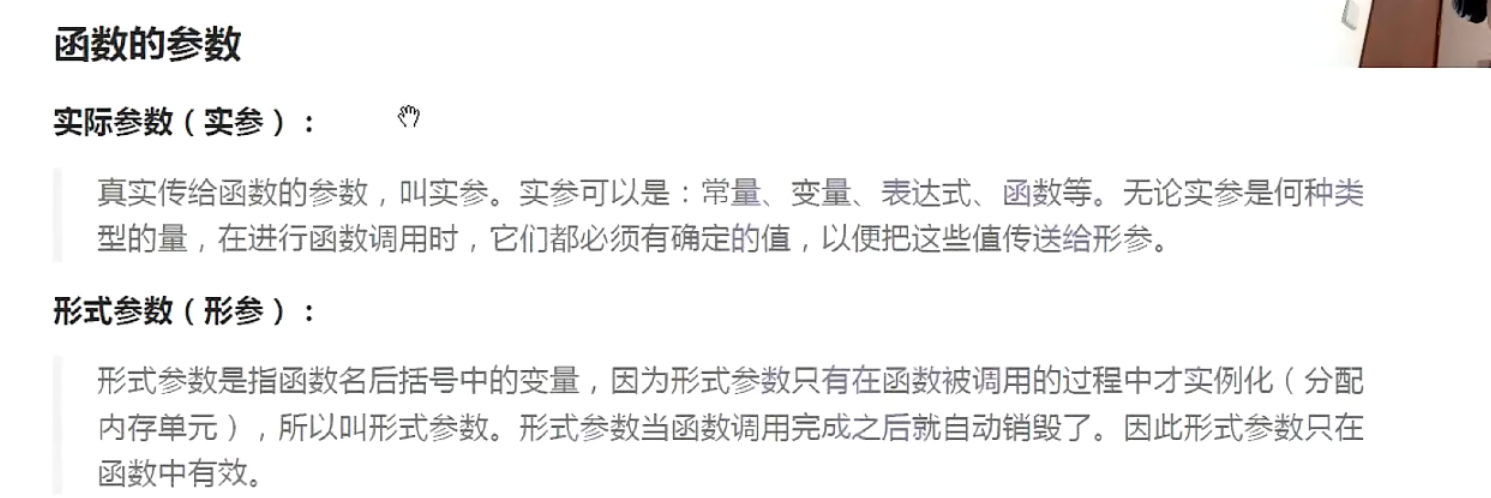 函数的参数
实际参数（实参）：
真实传给函数的参数，叫实参。实参可以是：常量、变量、表达式、函数等。无论实参是何种类
型的量，在进行函数调用时，它们都必须有确定的值，以便把这些值传送给形参。
形式参数（形参）：
形式参数是指函数名后括号中的变量，因为形式参数只有在函数被调用的过程中才实例化（分配
内存单元），所以叫形式参数。形式参数当函数调用完成之后就自动销毁了。因此形式参数只在
函数中有效。